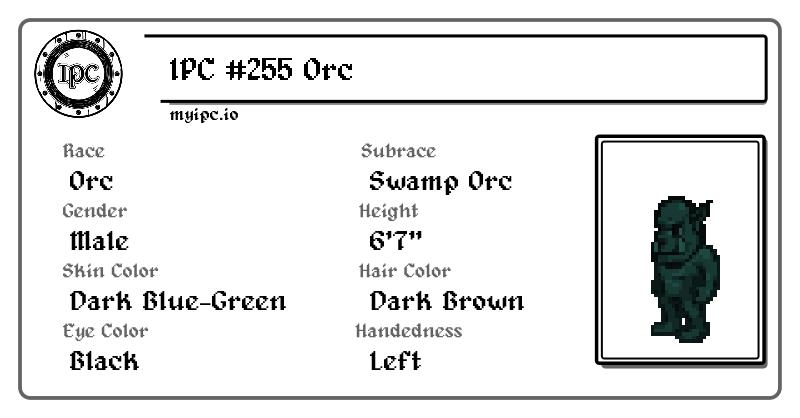 IPC
1PC #255 Orc
myipc.io
Race
Orc
Subrace
Swamp Orc
Gender
Male
Height
6'7"
Skin Color
Dark Blue-Green
Hair Color
Dark Brown
Eye Color
Black
Handedness
Left